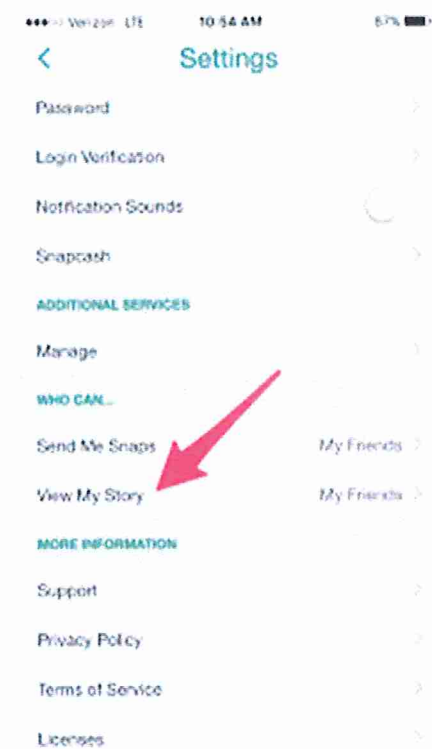 Verizon LTE 10:54 AM 67%
Settings
Password
Login Verification
Notification Sounds
Snapcash
ADDITIONAL SERVICES
Manage
WHO CAN...
Send Me Snaps My Friends
View My Story My Friends
MORE INFORMATION
Support
Privacy Policy
Terms of Service
Licenses